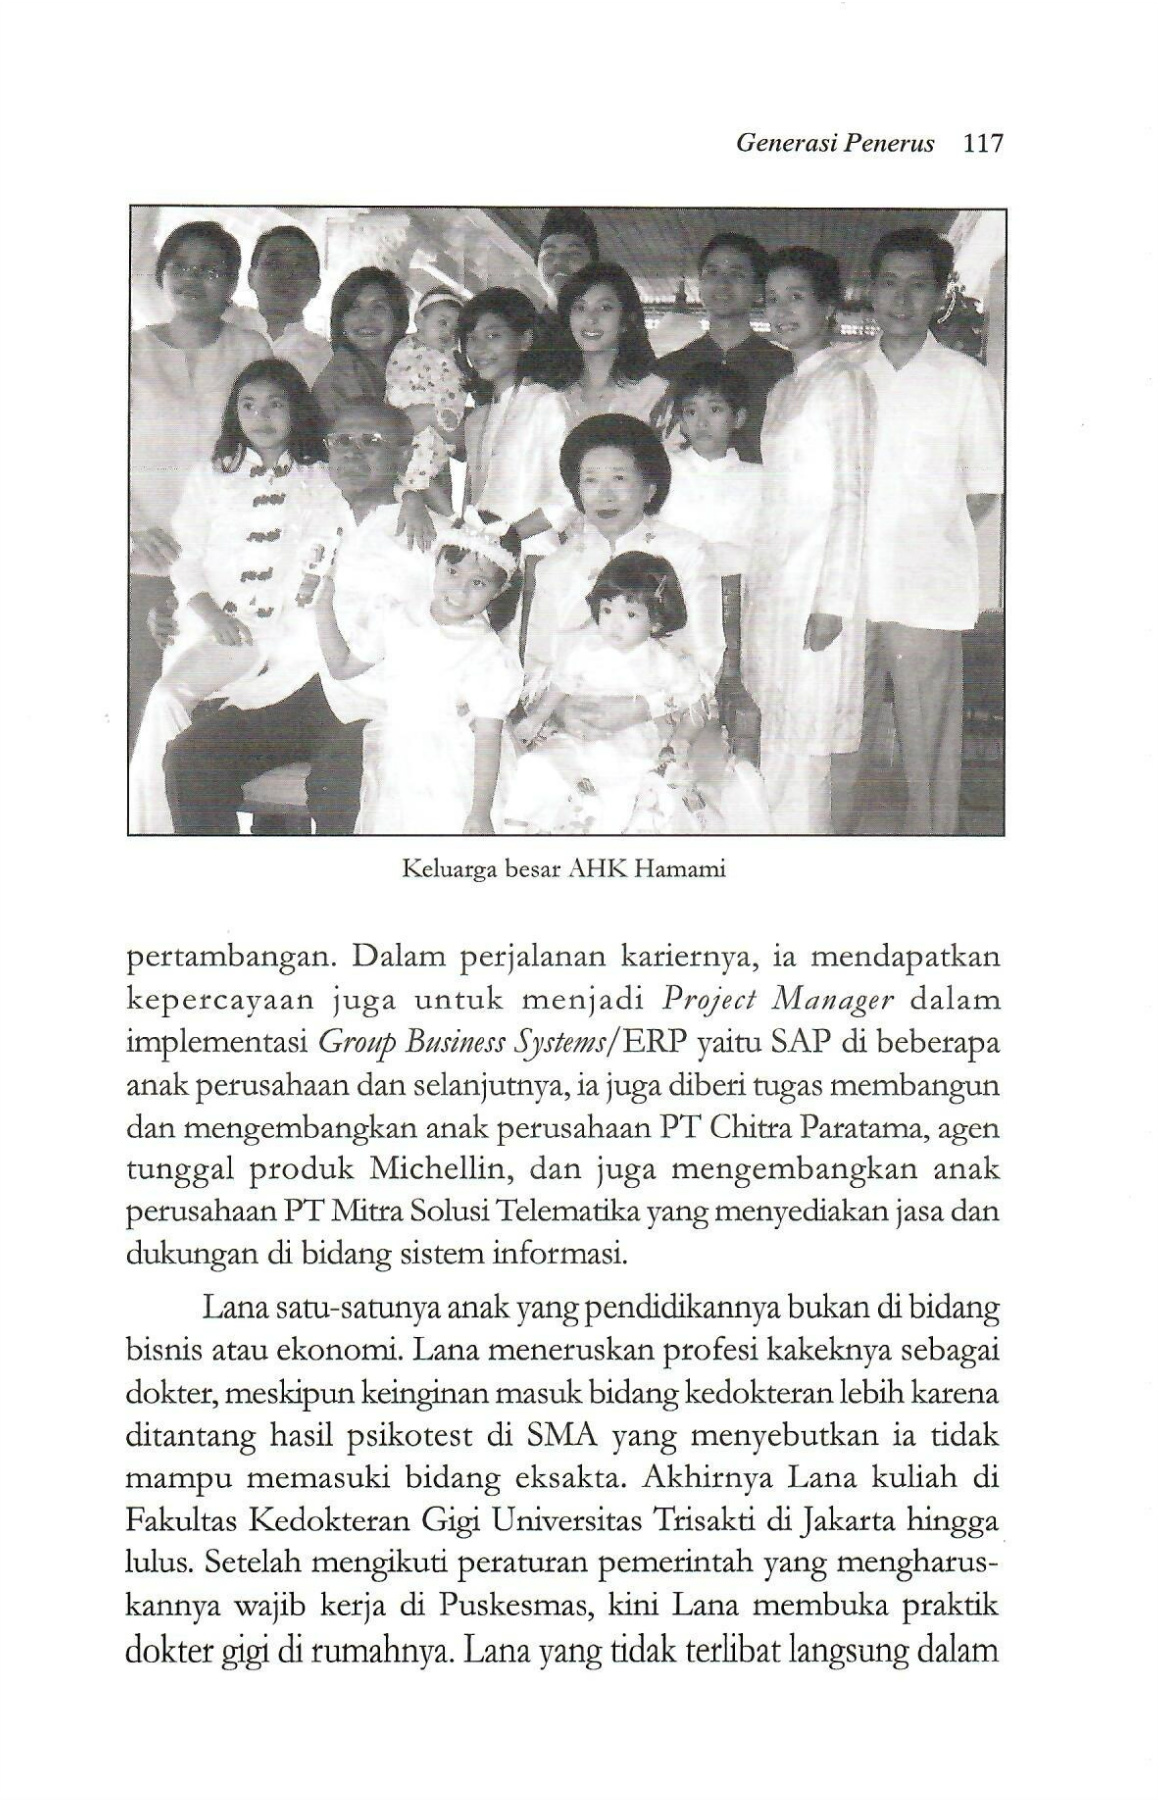 Generasi Penerus 117
Keluarga besar AHK Hamami
pertambangan. Dalam perjalanan kariernya, ia mendapatkan
kepercayaan juga untuk menjadi Project Manager dalam
implementasi Group Business Systems/ERP yaitu SAP di beberapa
anak perusahaan dan selanjutnya, ia juga diberi tugas membangun
dan mengembangkan anak perusahaan PT Chitra Paratama, agen
tunggal produk Michellin, dan juga mengembangkan anak
perusahaan PT Mitra Solusi Telematika yang menyediakan jasa dan
dukungan di bidang sistem informasi.
Lana satu-satunya anak yang pendidikannya bukan di bidang
bisnis atau ekonomi. Lana meneruskan profesi kakeknya sebagai
dokter, meskipun keinginan masuk bidang kedokteran lebih karena
ditantang hasil psikotest di SMA yang menyebutkan ia tidak
mampu memasuki bidang eksakta. Akhirnya Lana kuliah di
Fakultas Kedokteran Gigi Universitas Trisakti di Jakarta hingga
lulus. Setelah mengikuti peraturan pemerintah yang mengharus-
kannya wajib kerja di Puskesmas, kini Lana membuka praktik
dokter gigi di rumahnya. Lana yang tidak terlibat langsung dalam